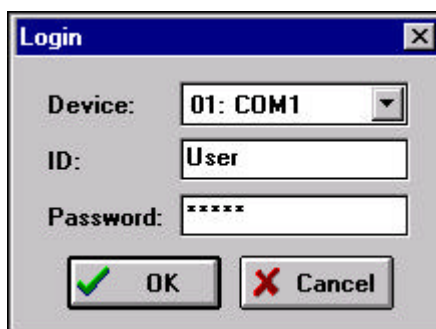 Login
Device: 01: COM1
ID: User
Password: *****
OK Cancel